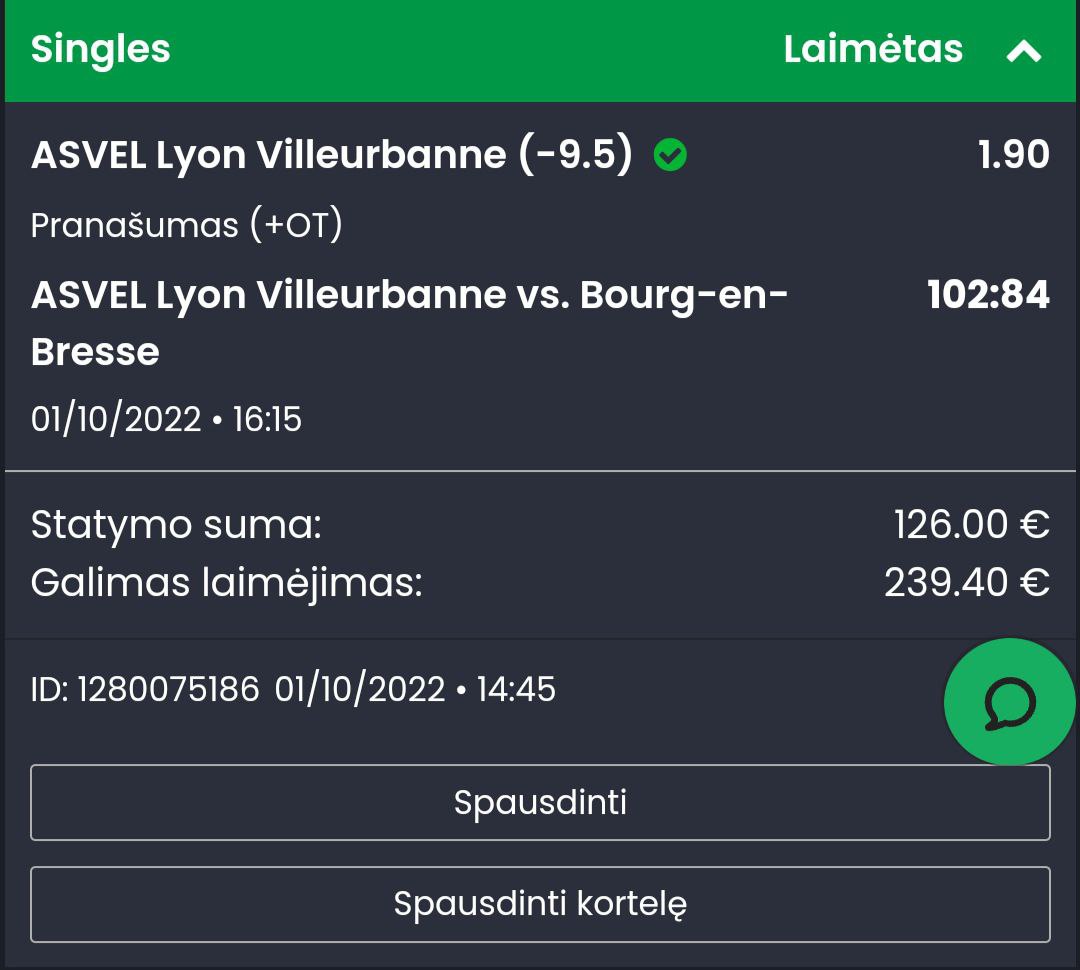 Singles Laimėtas
ASVEL Lyon Villeurbanne (-9.5) 1.90
Pranašumas (+OT)
ASVEL Lyon Villeurbanne vs. Bourg-en- 102:84
Bresse
01/10/2022 • 16:15
Statymo suma: 126.00 €
Galimas laimėjimas: 239.40 €
ID: 1280075186 01/10/2022 • 14:45
Spausdinti
Spausdinti kortelę